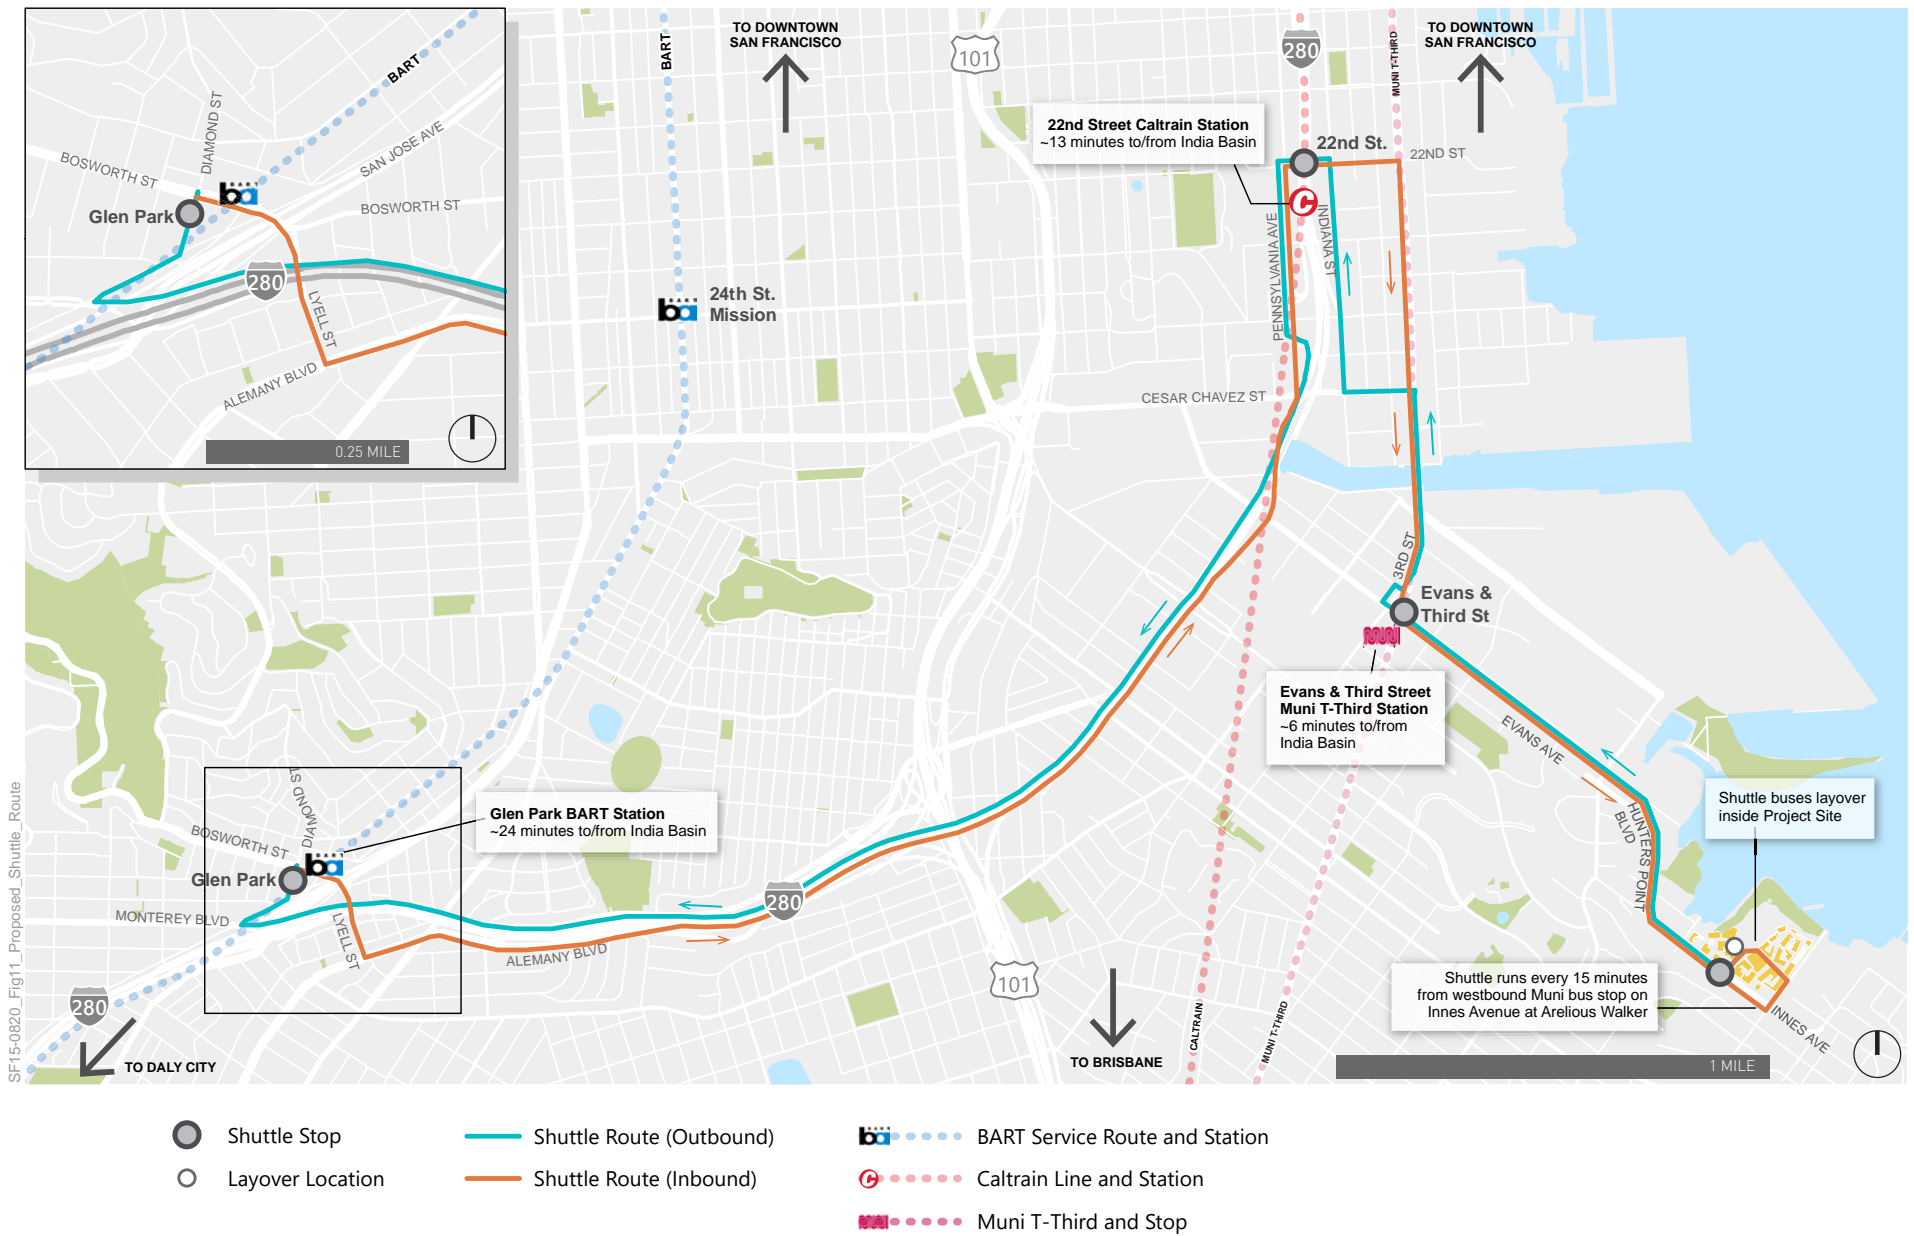 BART
DIAMOND ST
SAN JOSE AVE
BOSWORTH ST
BOSWORTH ST
Glen Park
280
LYELL ST
ALEMANY BLVD
0.25 MILE
BART
TO DOWNTOWN
SAN FRANCISCO
101
280
MUNI T-THIRD
TO DOWNTOWN
SAN FRANCISCO
22nd Street Caltrain Station
~13 minutes to/from India Basin
22nd St.
22ND ST
PENNSYLVANIA AVE
INDIANA ST
24th St.
Mission
CESAR CHAVEZ ST
3RD ST
Evans &
Third St
Evans & Third Street
Muni T-Third Station
~6 minutes to/from
India Basin
EVANS AVE
HUNTERS POINT
BLVD
Shuttle buses layover
inside Project Site
Shuttle runs every 15 minutes
from westbound Muni bus stop on
Innes Avenue at Arelious Walker
INNES AVE
Glen Park BART Station
~24 minutes to/from India Basin
DIAMOND ST
BOSWORTH ST
Glen Park
MONTEREY BLVD
LYELL ST
ALEMANY BLVD
280
280
101
TO DALY CITY
TO BRISBANE
CALTRAIN
MUNI T-THIRD
1 MILE
SF15-0820_Fig11_Proposed_Shuttle_Route
Shuttle Stop
Layover Location
Shuttle Route (Outbound)
Shuttle Route (Inbound)
BART Service Route and Station
Caltrain Line and Station
Muni T-Third and Stop